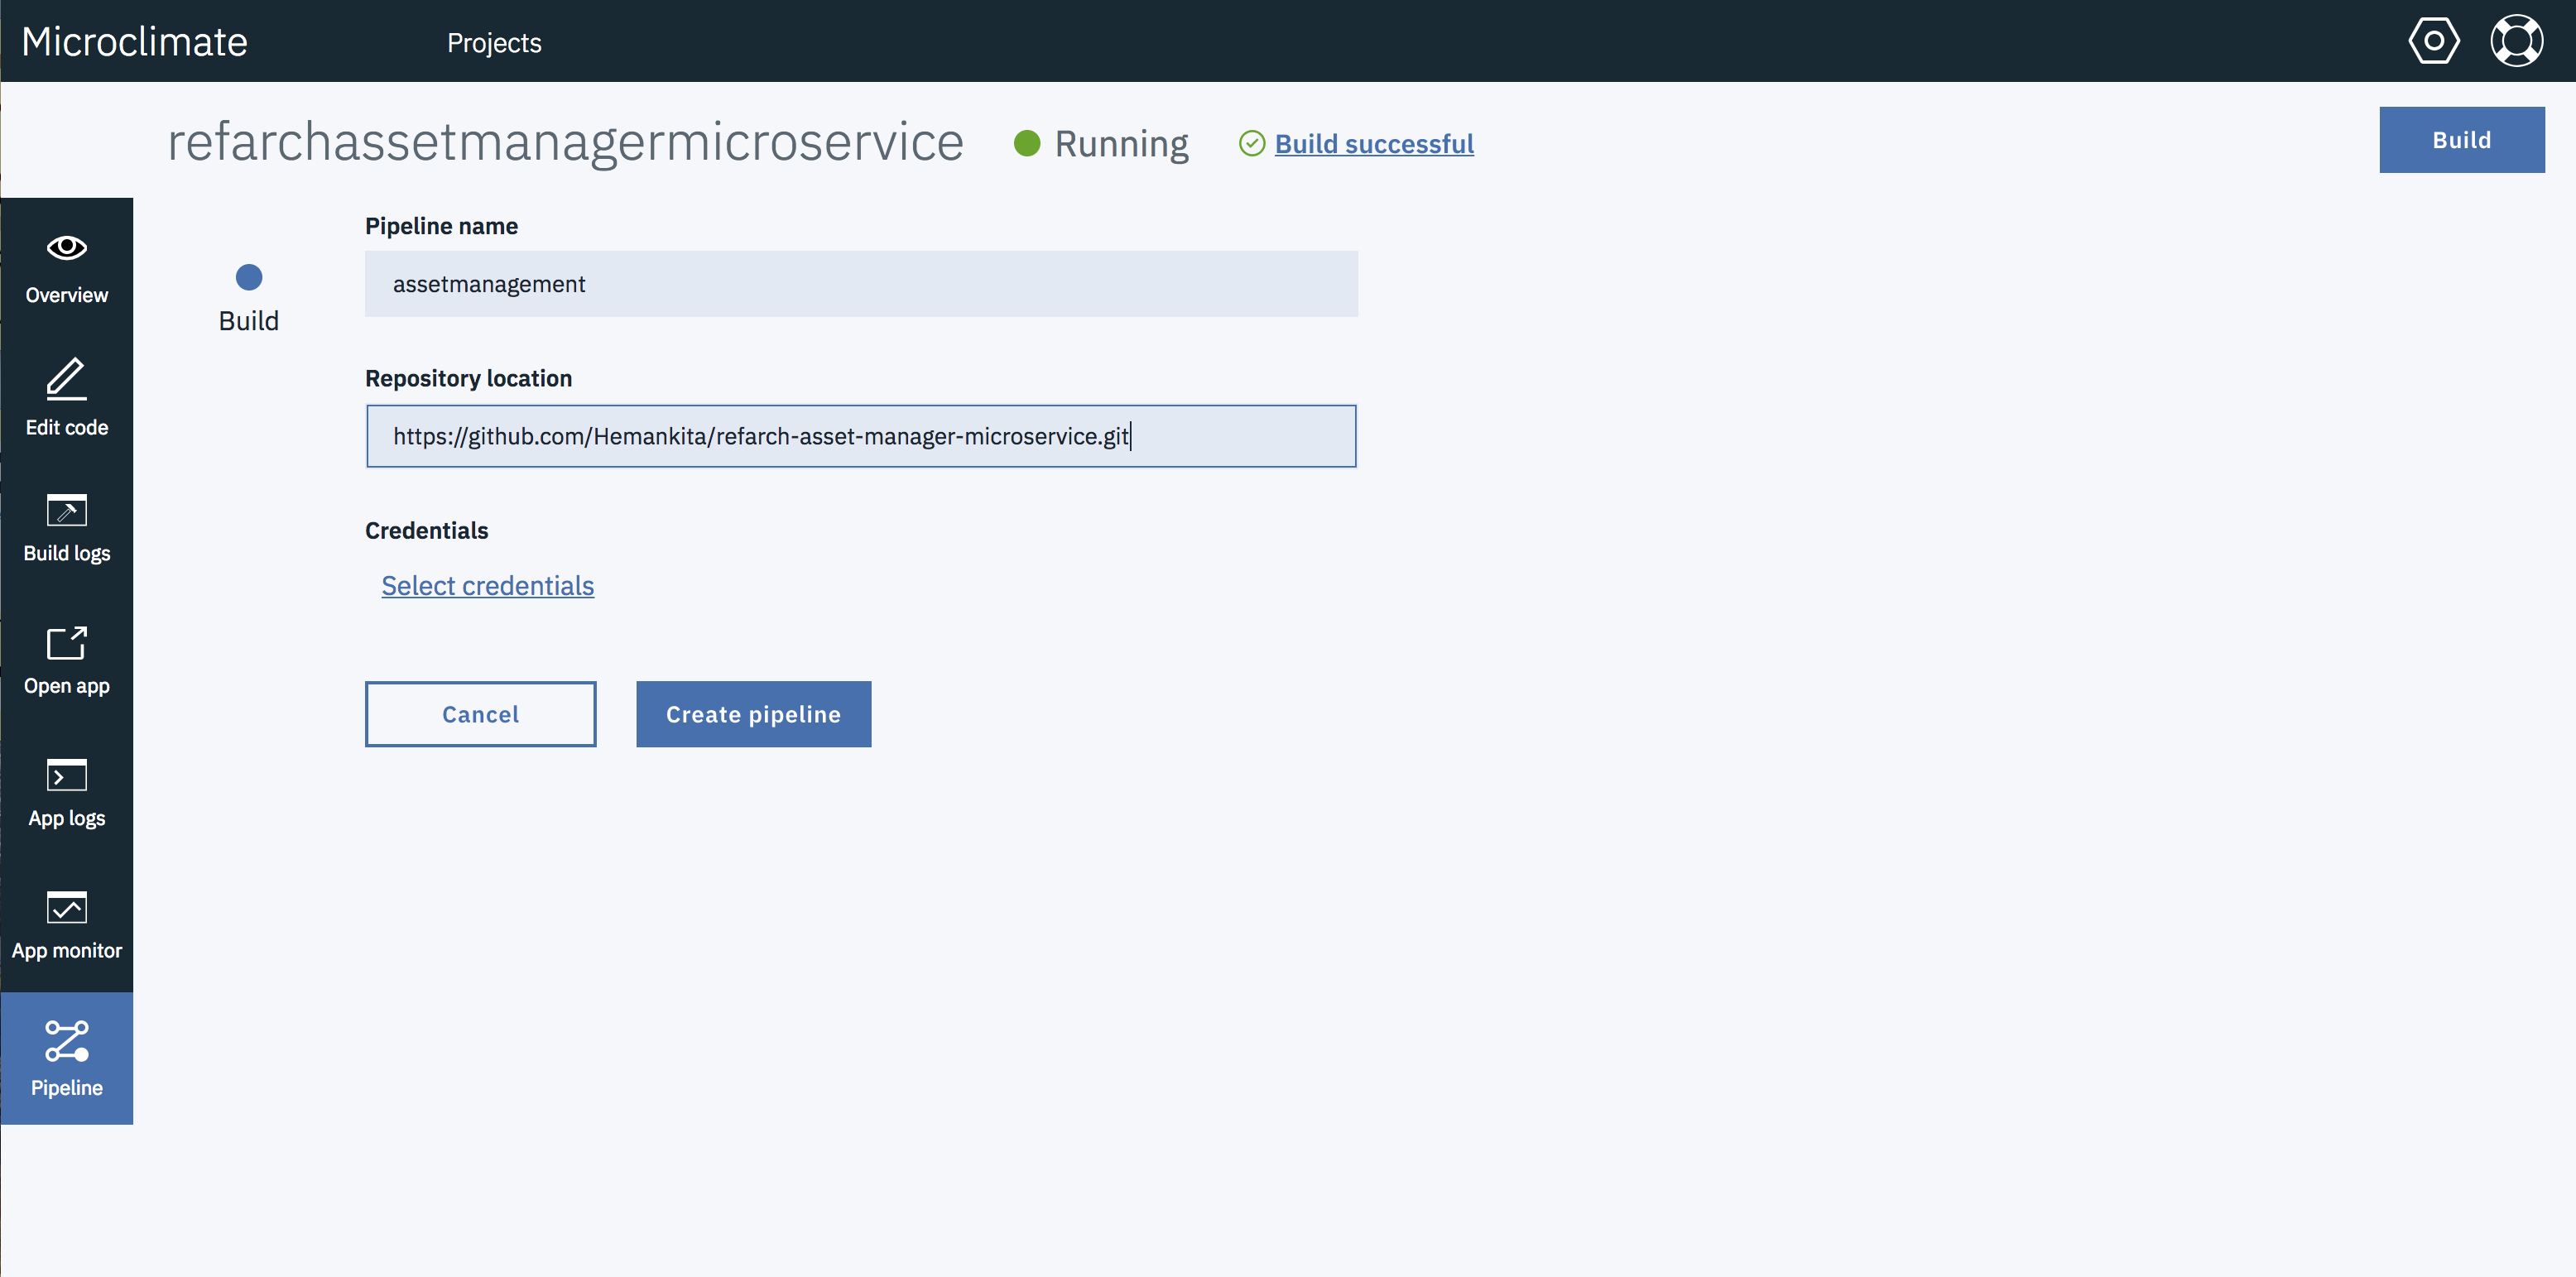 Microclimate
Projects
refarchassetmanagermicroservice
Running
Build successful
Build
Overview
Edit code
Build logs
Open app
App logs
App monitor
Pipeline
Build
Pipeline name
assetmanagement
Repository location
https://github.com/Hemankita/refarch-asset-manager-microservice.git
Credentials
Select credentials
Cancel
Create pipeline